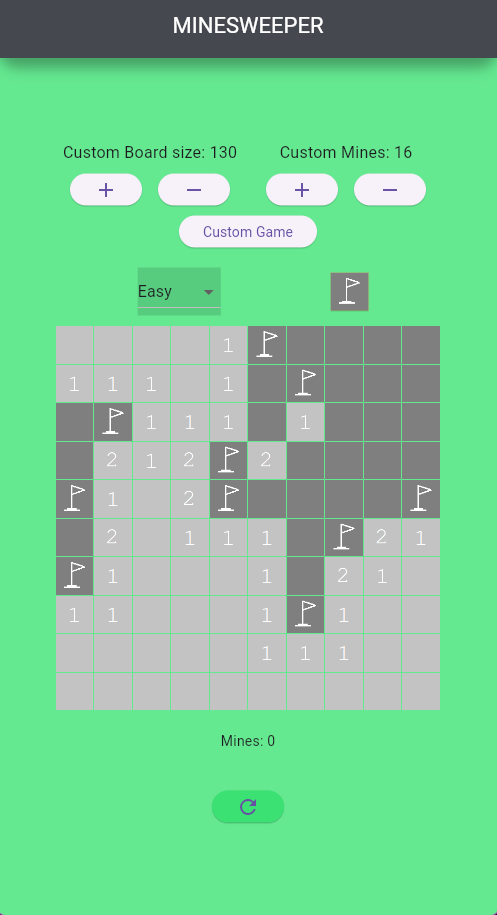 MINESWEEPER
Custom Board size: 130 Custom Mines: 16
+ − + −
Custom Game
Easy
1
1 1 1 1
1 1 1 1
2 1 2 2
1 2
2 1 1 1 2 1
1 1 2 1
1 1 1 1
1 1 1
Mines: 0